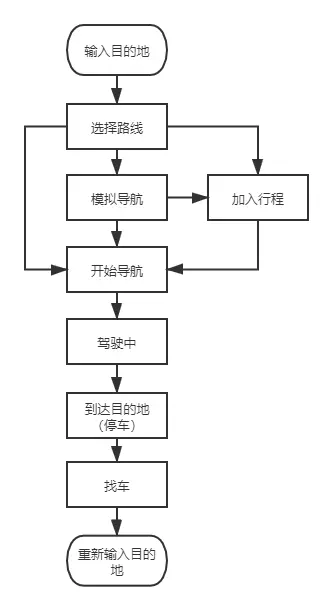 输入目的地
选择路线
模拟导航
加入行程
开始导航
驾驶中
到达目的地
（停车）
找车
重新输入目的
地